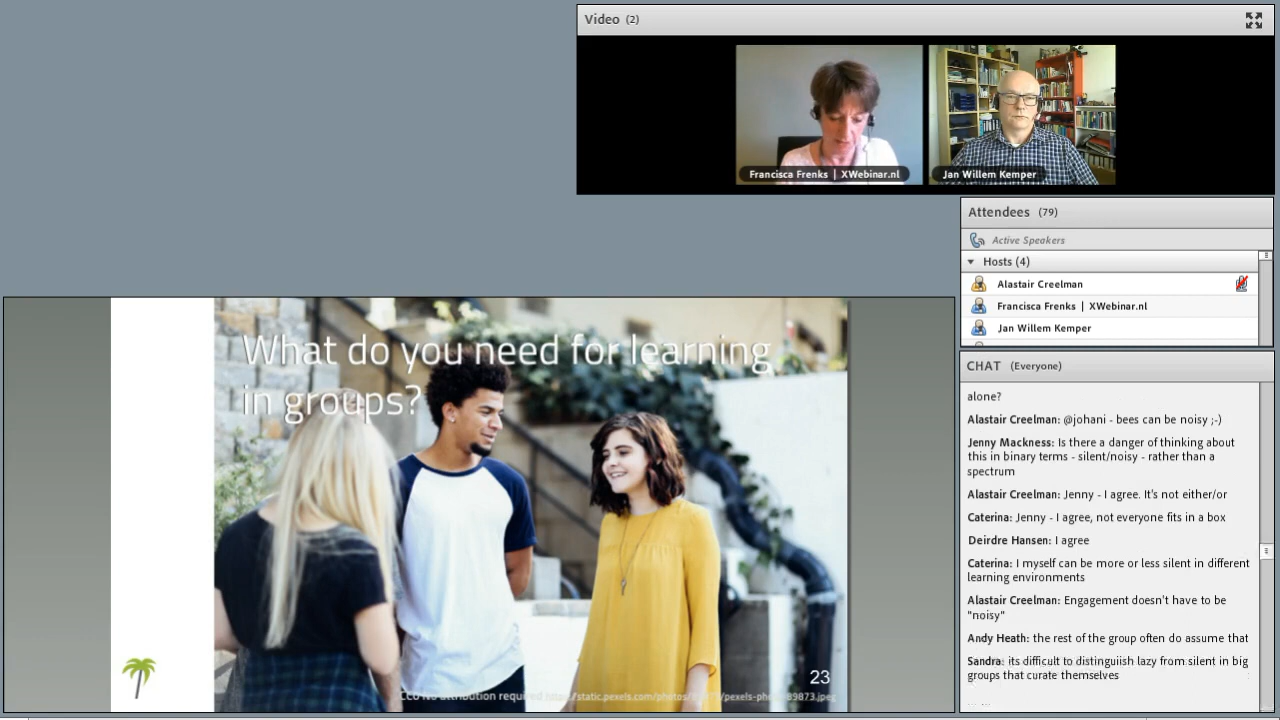 Video (2)
Francisca Frenks | XWebinar.nl
Jan Willem Kemper
Attendees (79)
Active Speakers
Hosts (4)
Alastair Creelman
Francisca Frenks | XWebinar.nl
Jan Willem Kemper
What do you need for learning
in groups?
23
CC0 No attribution required
CHAT (Everyone)
alone?
Alastair Creelman: @johani - bees can be noisy ;-)
Jenny Mackness: Is there a danger of thinking about
this in binary terms - silent/noisy - rather than a
spectrum
Alastair Creelman: Jenny - I agree. It's not either/or
Caterina: Jenny - I agree, not everyone fits in a box
Deirdre Hansen: I agree
Caterina: I myself can be more or less silent in different
learning environments
Alastair Creelman: Engagement doesn't have to be
"noisy"
Andy Heath: the rest of the group often do assume that
Sandra: its difficult to distinguiish lazy from silent in big
groups that curate themselves